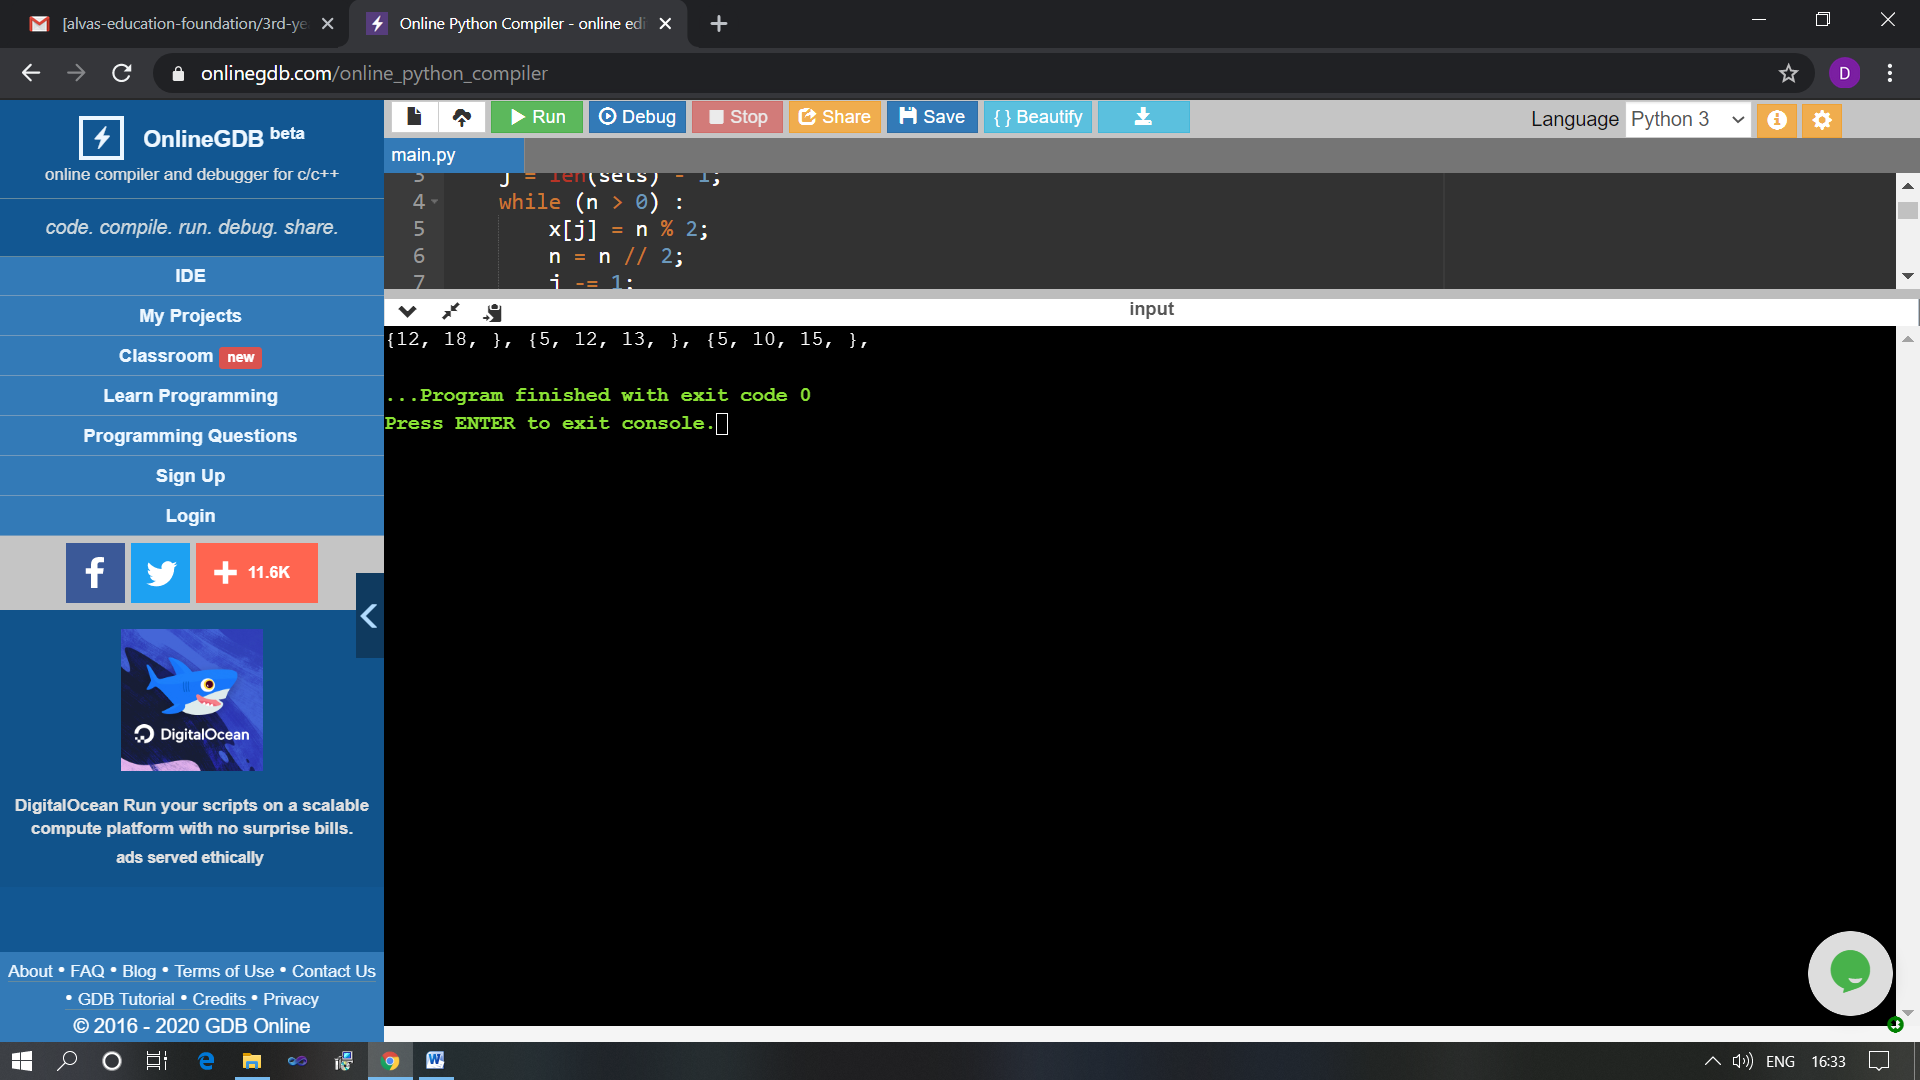 [alvas-education-foundation/3rd-ye
Online Python Compiler - online edi
onlinegdb.com/online_python_compiler
D
OnlineGDB beta
online compiler and debugger for c/c++
code. compile. run. debug. share.
IDE
My Projects
Classroom new
Learn Programming
Programming Questions
Sign Up
Login
11.6K
DigitalOcean
DigitalOcean Run your scripts on a scalable
compute platform with no surprise bills.
ads served ethically
About • FAQ • Blog • Terms of Use • Contact Us
• GDB Tutorial • Credits • Privacy
© 2016 - 2020 GDB Online
Run Debug Stop Share Save {} Beautify
Language Python 3
main.py
3 j = len(sets) - 1;
4 while (n > 0) :
5 x[j] = n % 2;
6 n = n // 2;
7 j -= 1;
input
{12, 18, }, {5, 12, 13, }, {5, 10, 15, },
...Program finished with exit code 0
Press ENTER to exit console.
ENG 16:33